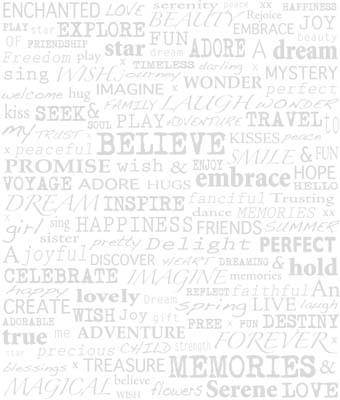 ENCHANTED LOVE serenity peace xx HAPPINESS
BEAUTY Rejoice JOY
PLAY star EXPLORE FUN EMBRACE beauty
OF FRIENDSHIP star dream ADORE A dream
Freedom play x TIMELESS darling x
sing WISH journey WONDER MYSTERY
welcome hug IMAGINE x perfect
kiss SEEK & FAMILY LAUGH WONDER
SOUL PLAY ADVENTURE TRAVEL to
my TRUST x BELIEVE KISSES peace
x peaceful SMILE & FUN
PROMISE wish & ENJOY HOPE
VOYAGE ADORE HUGS embrace HELLO
DREAM INSPIRE fanciful Trusting
dance MEMORIES xx
x girl sing HAPPINESS FRIENDS SUMMER
sister pretty Delight PERFECT
A joyful DISCOVER HEART DREAMING & hold
CELEBRATE IMAGINE memories
happy REFLECT faithful An
CREATE lovely Dream spring LIVE laugh
ADORABLE WISH Joy gift FREE x FUN DESTINY
true me ADVENTURE FOREVER x
star precious CHILD strength
blessings x TREASURE MEMORIES &
MAGICAL believe WISH flowers Serene LOVE